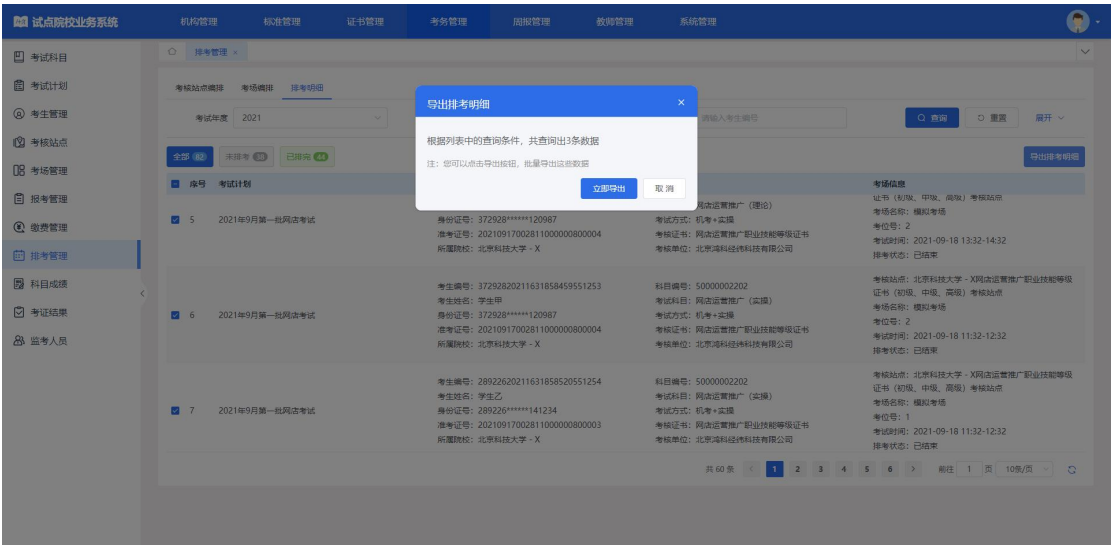 试点院校业务系统
机构管理
标准管理
证书管理
考务管理
周报管理
教师管理
系统管理
考试科目
考试计划
考生管理
考核站点
考场管理
报考管理
缴费管理
排考管理
科目成绩
考证结果
监考人员
排考管理 ×
考核站点编排 考场编排 排考明细
考试年度 2021
请输入考生编号
查询 重置 展开
全部 82 未排考 38 已排完 44
导出排考明细
导出排考明细 ×
根据列表中的查询条件，共查询出3条数据
注：您可以点击导出按钮，批量导出这些数据
立即导出 取消
序号 考试计划 考场信息
5 2021年9月第一批网店考试
身份证号：372928******120987
准考证号：20210917002811000000800004
所属院校：北京科技大学 - X
网店运营推广（理论）
考试方式：机考+实操
考核证书：网店运营推广职业技能等级证书
考核单位：北京鸿科经纬科技有限公司
证书（初级、中级、高级）考核站点
考场名称：模拟考场
考位号：2
考试时间：2021-09-18 13:32-14:32
排考状态：已结束
6 2021年9月第一批网店考试
考生编号：37292820211631858459551253
考生姓名：学生甲
身份证号：372928******120987
准考证号：20210917002811000000800004
所属院校：北京科技大学 - X
科目编号：50000002202
考试科目：网店运营推广（实操）
考试方式：机考+实操
考核证书：网店运营推广职业技能等级证书
考核单位：北京鸿科经纬科技有限公司
考核站点：北京科技大学 - X网店运营推广职业技能等级
证书（初级、中级、高级）考核站点
考场名称：模拟考场
考位号：2
考试时间：2021-09-18 11:32-12:32
排考状态：已结束
7 2021年9月第一批网店考试
考生编号：28922620211631858520551254
考生姓名：学生乙
身份证号：289226******141234
准考证号：20210917002811000000800003
所属院校：北京科技大学 - X
科目编号：50000002202
考试科目：网店运营推广（实操）
考试方式：机考+实操
考核证书：网店运营推广职业技能等级证书
考核单位：北京鸿科经纬科技有限公司
考核站点：北京科技大学 - X网店运营推广职业技能等级
证书（初级、中级、高级）考核站点
考场名称：模拟考场
考位号：1
考试时间：2021-09-18 11:32-12:32
排考状态：已结束
共 60 条 < 1 2 3 4 5 6 > 前往 1 页 10条/页